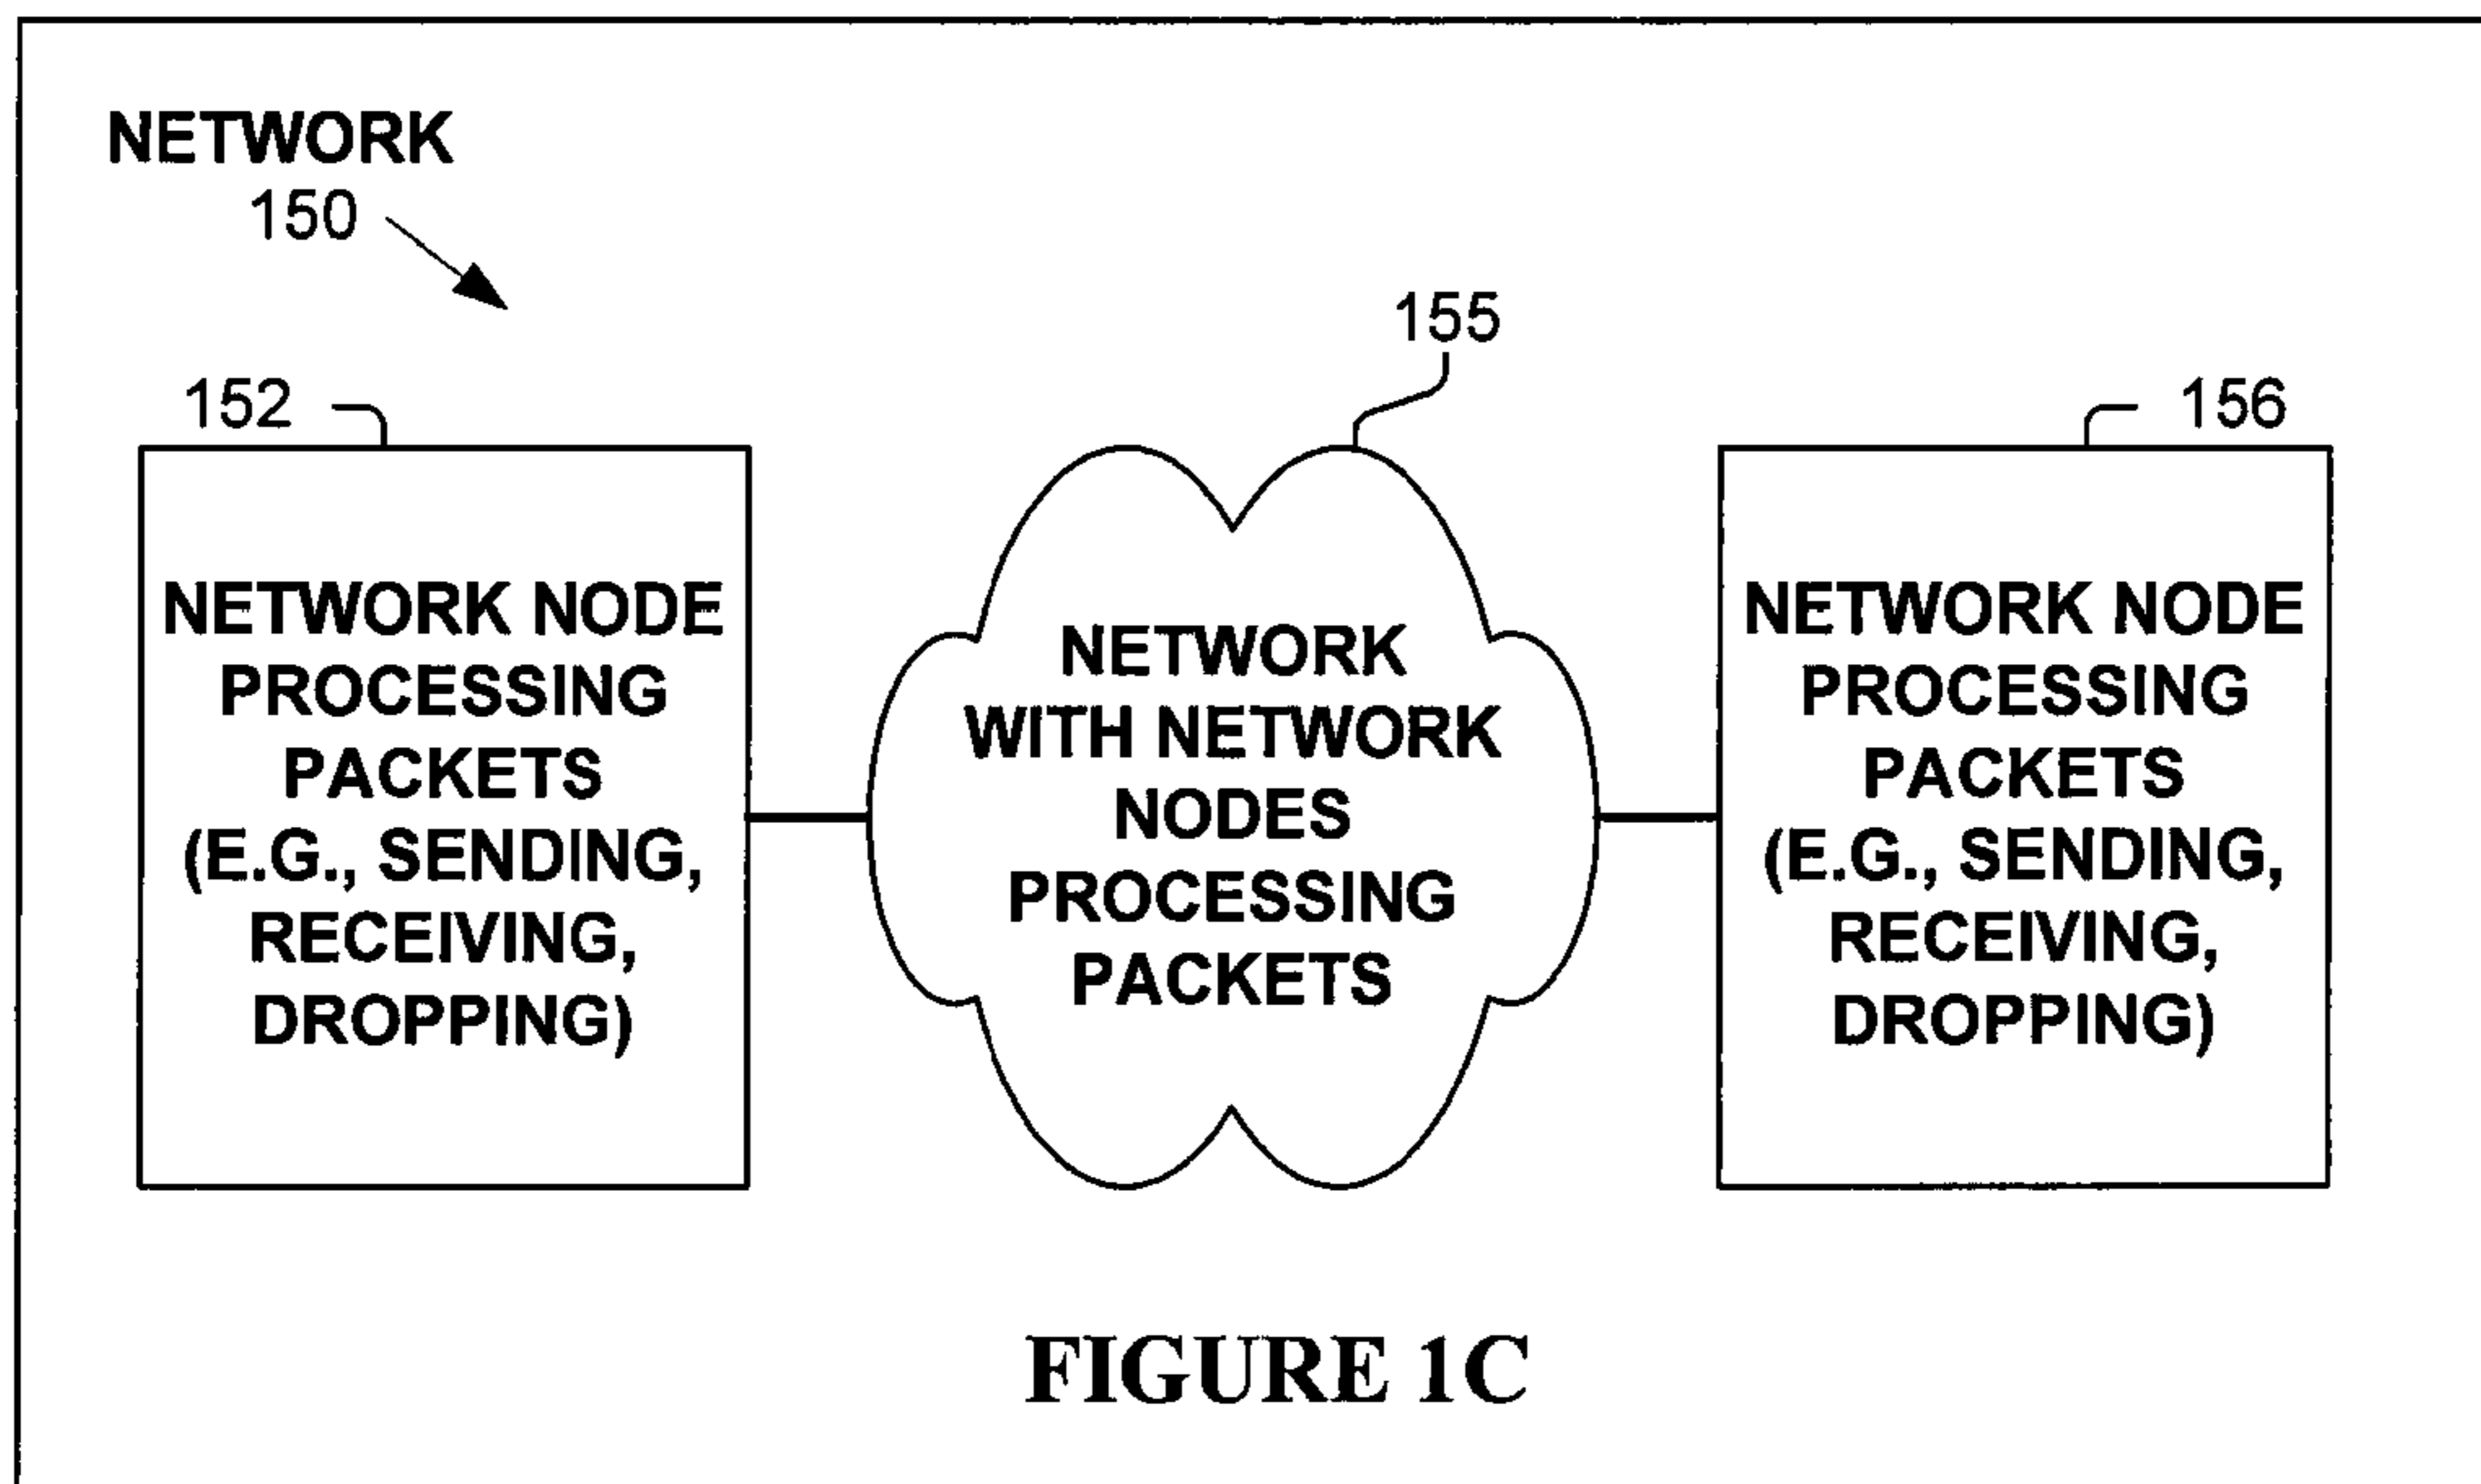 NETWORK
150
155
152
156
NETWORK NODE
PROCESSING
PACKETS
(E.G., SENDING,
RECEIVING,
DROPPING)
NETWORK
WITH NETWORK
NODES
PROCESSING
PACKETS
NETWORK NODE
PROCESSING
PACKETS
(E.G., SENDING,
RECEIVING,
DROPPING)
FIGURE 1C